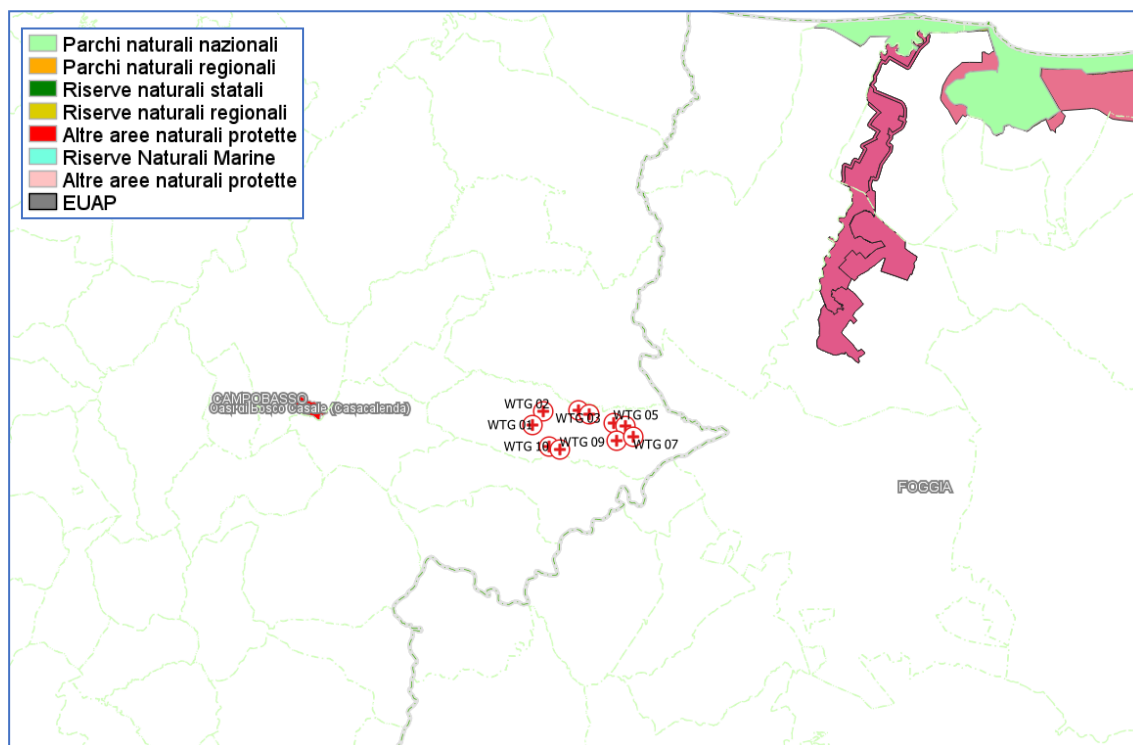 Parchi naturali nazionali
Parchi naturali regionali
Riserve naturali statali
Riserve naturali regionali
Altre aree naturali protette
Riserve Naturali Marine
Altre aree naturali protette
EUAP
CAMPOBASSO
Oasi di Bosco Casale (Casacalenda)
WTG 02
WTG 03
WTG 05
WTG 01
WTG 10
WTG 09
WTG 07
FOGGIA